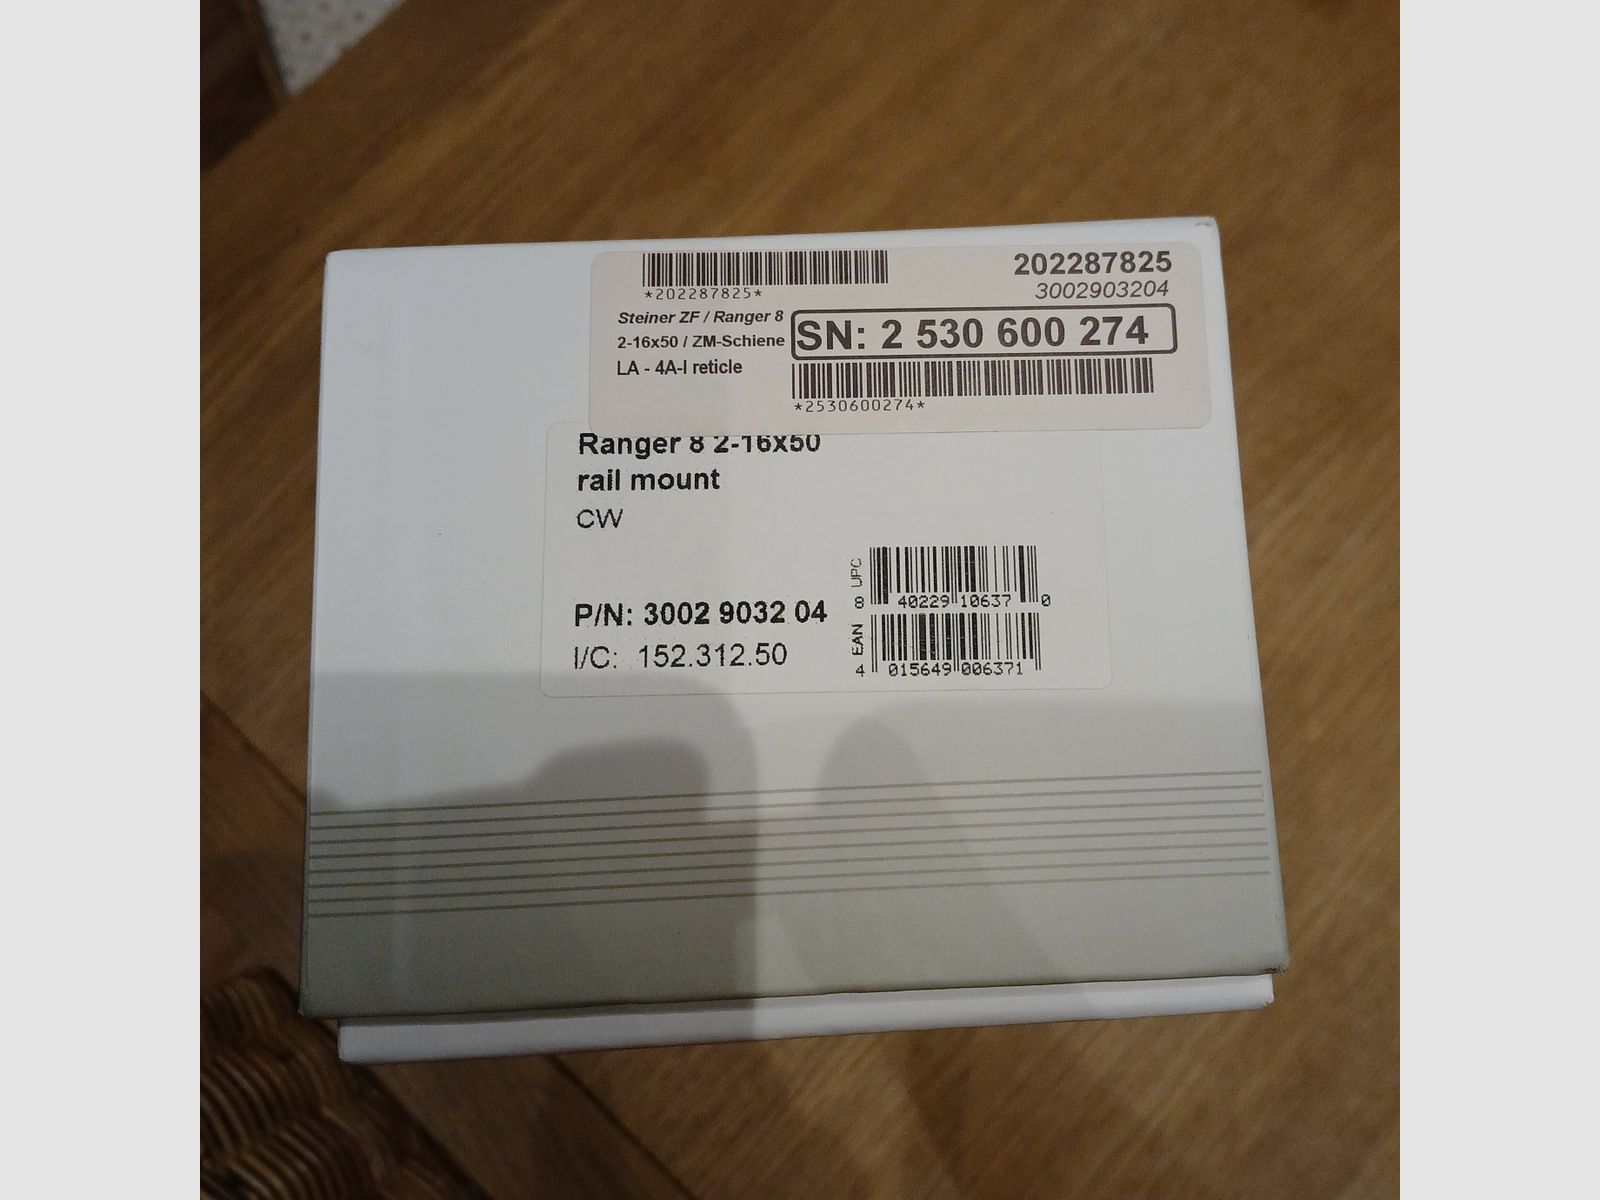 202287825
*202287825*
3002903204
Steiner ZF / Ranger 8
2-16x50 / ZM-Schiene
LA - 4A-I reticle
SN: 2 530 600 274
*2530600274*
Ranger 8 2-16x50
rail mount
CW
P/N: 3002 9032 04
I/C: 152.312.50
UPC
8 40229 10637 0
EAN
4 015649 006371